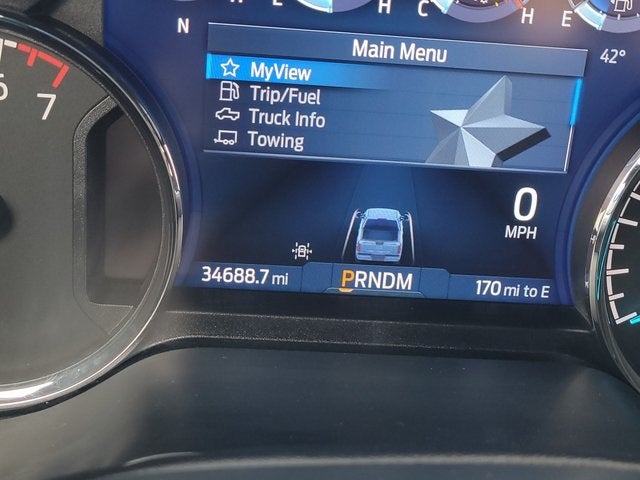 E H C H E
N
42°
Main Menu
MyView
Trip/Fuel
Truck Info
Towing
6
7
0
MPH
34688.7 mi
PRNDM
170 mi to E